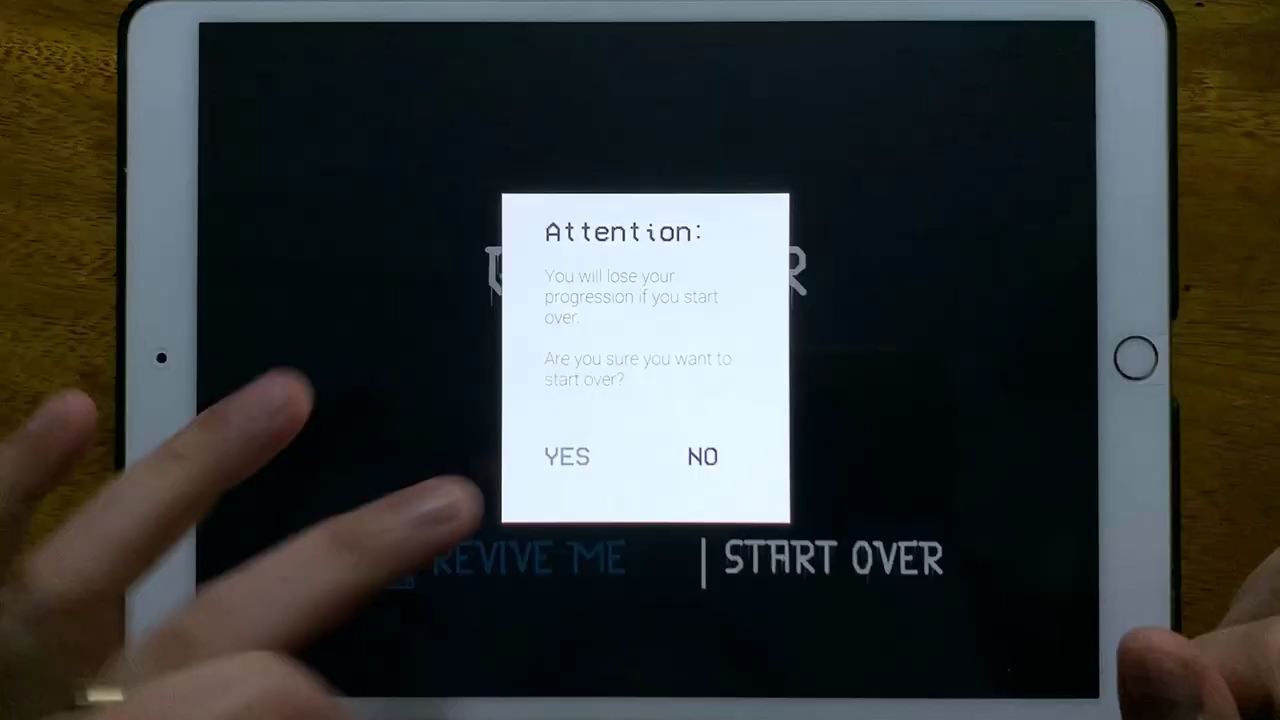 Attention:
You will lose your
progression if you start
over.
Are you sure you want to
start over?
YES NO
REVIVE ME | START OVER